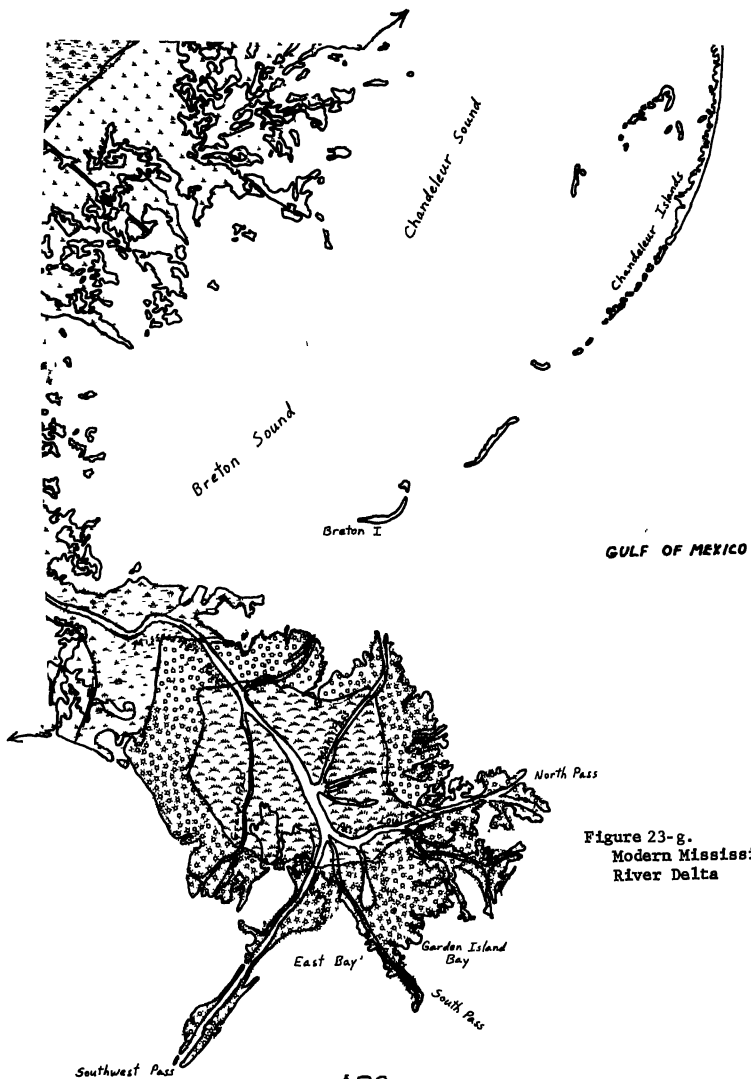 Chandeleur Sound
Chandeleur Islands
Breton Sound
Breton I
GULF OF MEXICO
North Pass
Figure 23-g.
Modern Mississi
River Delta
Garden Island
Bay
East Bay
South Pass
Southwest Pass